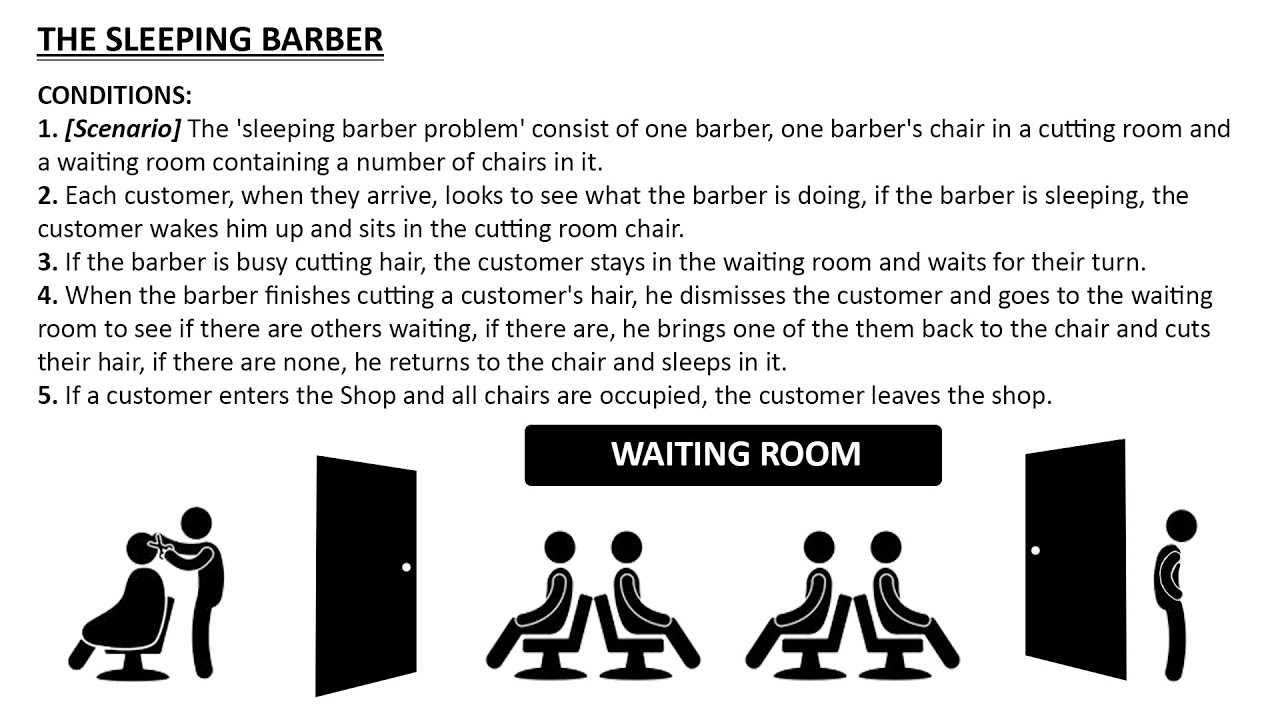 THE SLEEPING BARBER
CONDITIONS:
1. [Scenario] The 'sleeping barber problem' consist of one barber, one barber's chair in a cutting room and
a waiting room containing a number of chairs in it.
2. Each customer, when they arrive, looks to see what the barber is doing, if the barber is sleeping, the
customer wakes him up and sits in the cutting room chair.
3. If the barber is busy cutting hair, the customer stays in the waiting room and waits for their turn.
4. When the barber finishes cutting a customer's hair, he dismisses the customer and goes to the waiting
room to see if there are others waiting, if there are, he brings one of the them back to the chair and cuts
their hair, if there are none, he returns to the chair and sleeps in it.
5. If a customer enters the Shop and all chairs are occupied, the customer leaves the shop.
WAITING ROOM